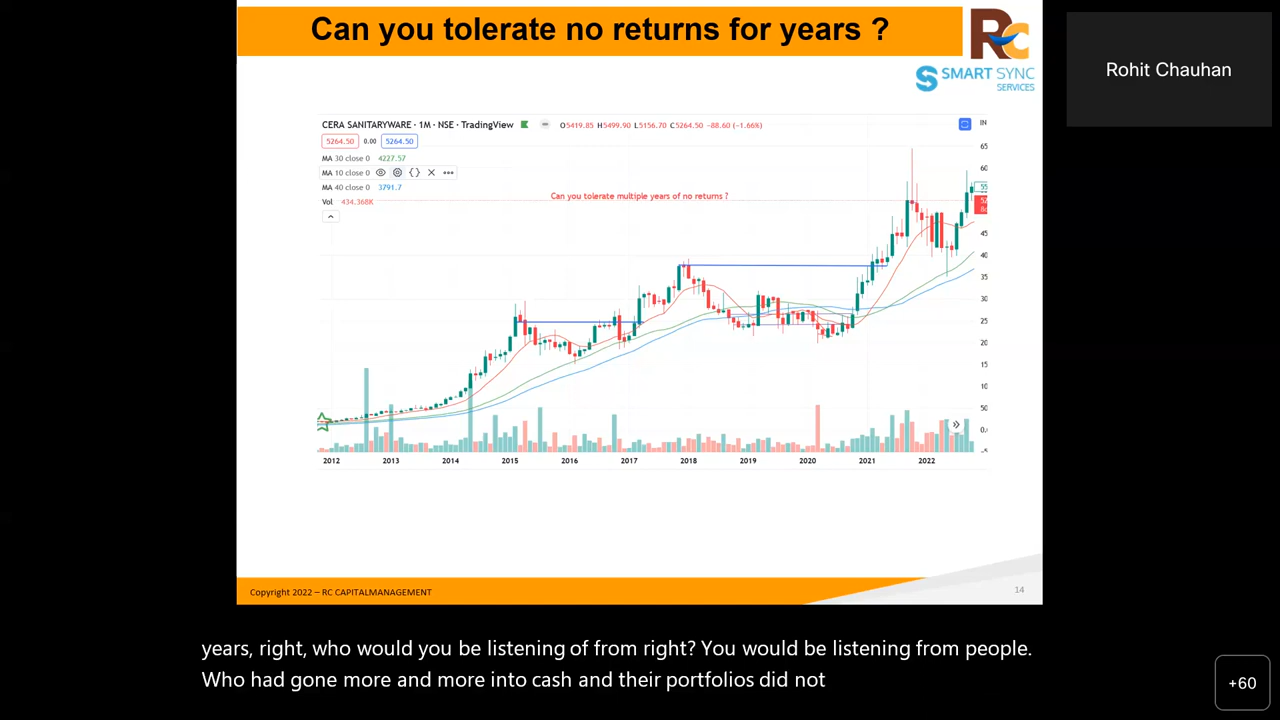 Can you tolerate no returns for years ?
RC
SMART SYNC
SERVICES
Rohit Chauhan
CERA SANITARYWARE · 1M · NSE · TradingView O5419.85 H5499.90 L5156.70 C5264.50 −88.60 (−1.66%) IN
5264.50 0.00 5264.50
MA 30 close 0 4227.57
MA 10 close 0
MA 40 close 0 3791.7
Vol 434.368K
Can you tolerate multiple years of no returns ?
65
60
55
52
45
40
35
30
25
20
15
10
50
0.
2012 2013 2014 2015 2016 2017 2018 2019 2020 2021 2022
Copyright 2022 – RC CAPITALMANAGEMENT 14
years, right, who would you be listening of from right? You would be listening from people.
Who had gone more and more into cash and their portfolios did not
+60